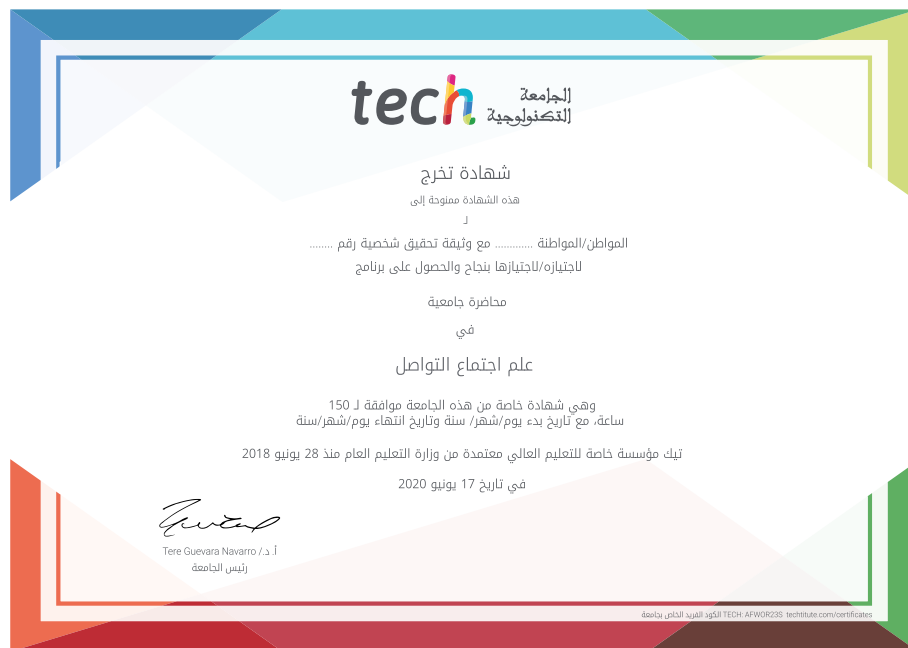 tech
الجامعة
التكنولوجية
شهادة تخرج
هذه الشهادة ممنوحة إلى
لـ
المواطن/المواطنة ............ مع وثيقة تحقيق شخصية رقم ........
لاجتيازه/لاجتيازها بنجاح والحصول على برنامج
محاضرة جامعية
في
علم اجتماع التواصل
وهي شهادة خاصة من هذه الجامعة موافقة لـ 150
ساعة، مع تاريخ بدء يوم/شهر/ سنة وتاريخ انتهاء يوم/شهر/سنة
تيك مؤسسة خاصة للتعليم العالي معتمدة من وزارة التعليم العام منذ 28 يونيو 2018
في تاريخ 17 يونيو 2020
أ. د./ Tere Guevara Navarro
رئيس الجامعة
الكود الفريد الخاص بجامعة TECH: AFWOR23S techtitute.com/certificates